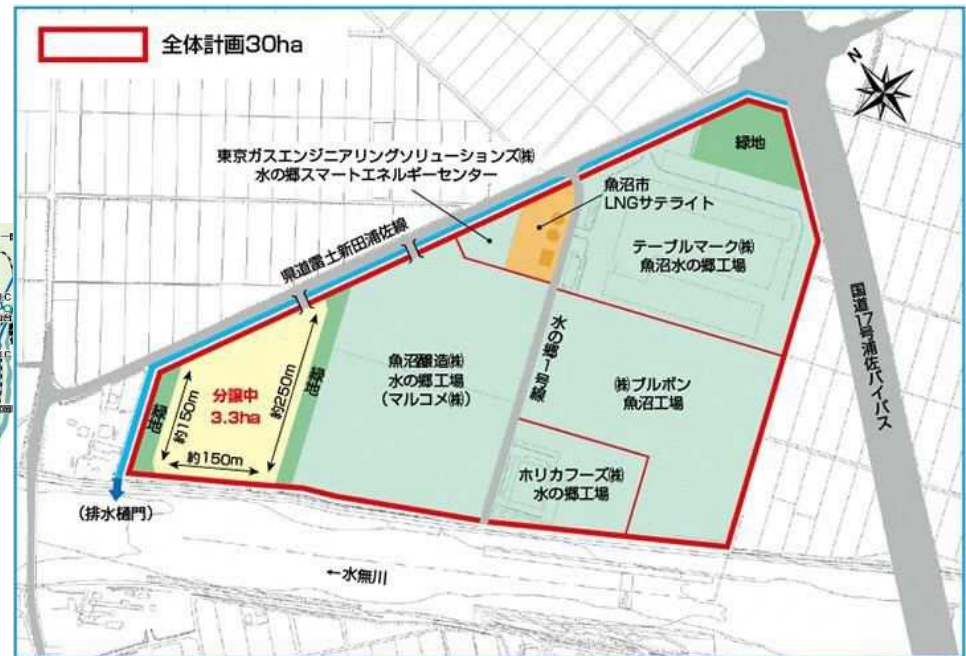 全体計画30ha
N
緑地
東京ガスエンジニアリングソリューションズ㈱
水の郷スマートエネルギーセンター
魚沼市
LNGサテライト
テーブルマーク㈱
魚沼水の郷工場
県道雷土新田浦佐線
国道17号浦佐バイパス
水の郷1号線
魚沼醸造㈱
水の郷工場
(マルコメ㈱)
㈱ブルボン
魚沼工場
分譲中
3.3ha
緑地
約150m
約150m
約250m
緑地
ホリカフーズ㈱
水の郷工場
(排水樋門)
←水無川